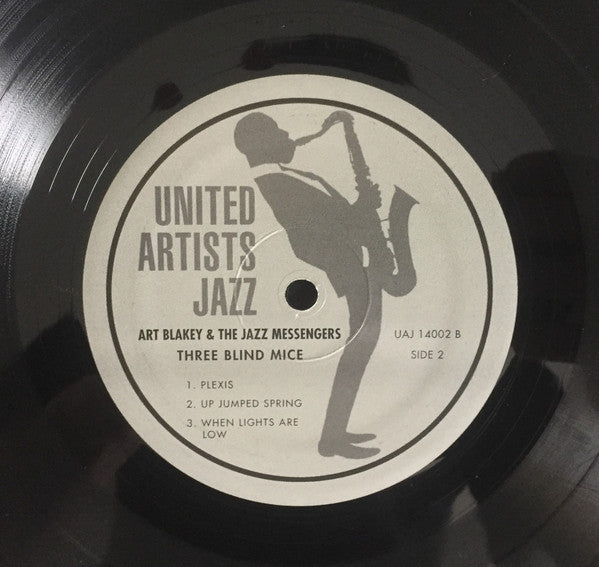 UNITED
ARTISTS
JAZZ
ART BLAKEY & THE JAZZ MESSENGERS
THREE BLIND MICE
UAJ 14002 B
SIDE 2
1. PLEXIS
2. UP JUMPED SPRING
3. WHEN LIGHTS ARE
LOW